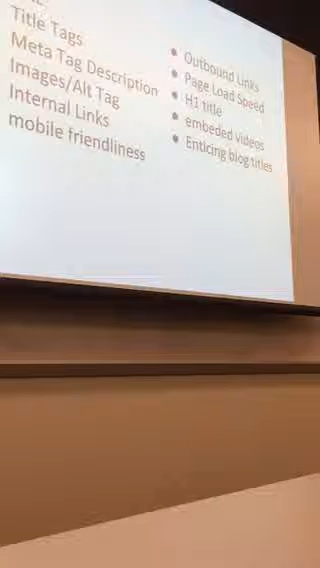 Title Tags
Meta Tag Description
Images/Alt Tag
Internal Links
mobile friendliness
• Outbound Links
• Page Load Speed
• H1 title
• embeded videos
• Enticing blog titles